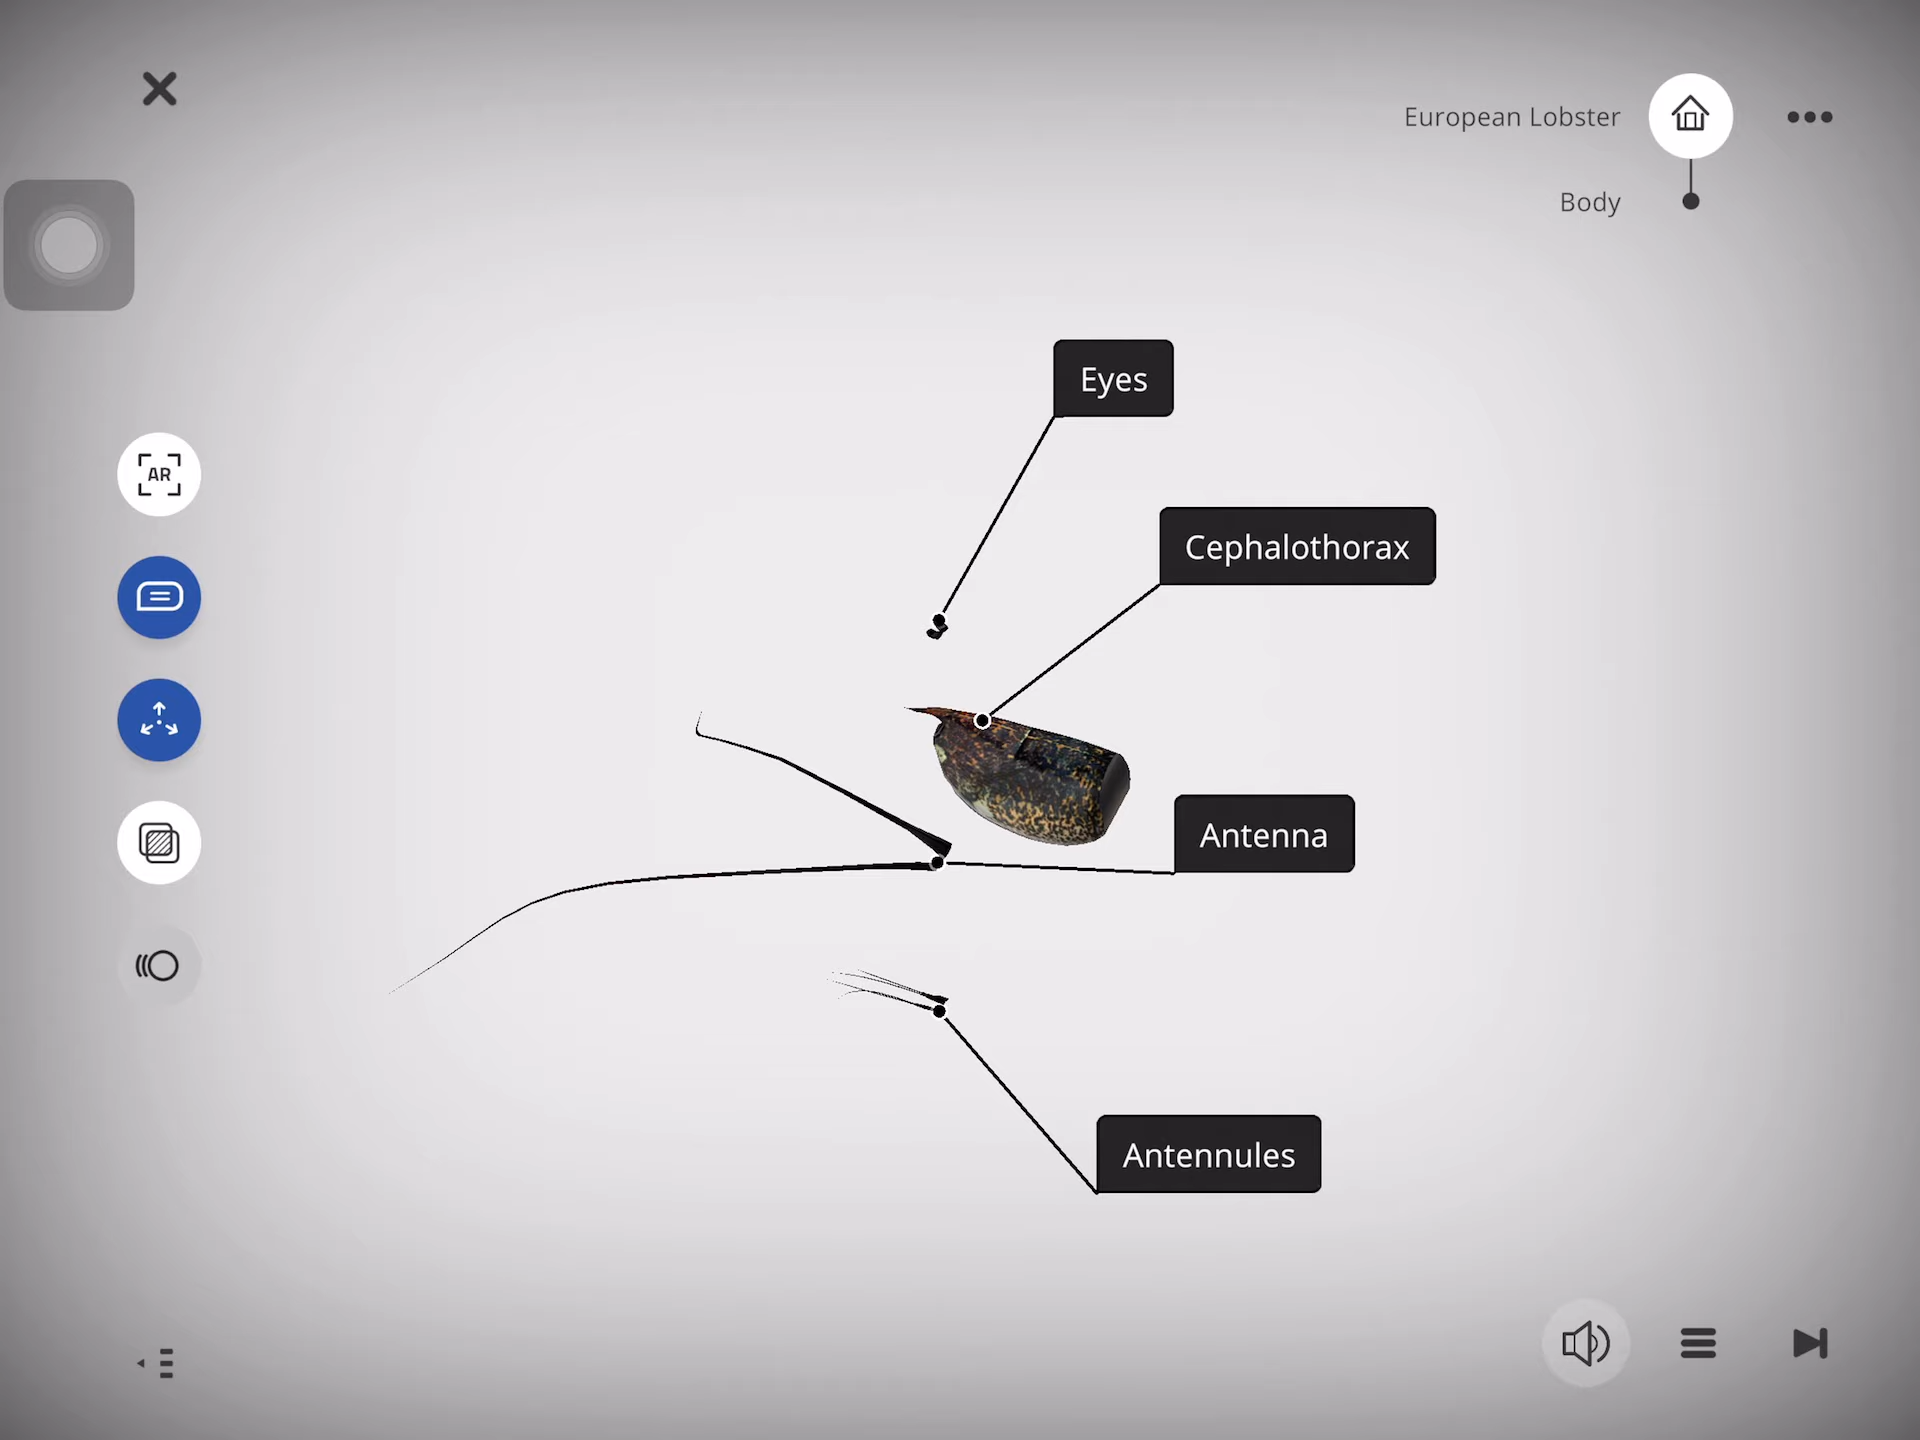 European Lobster
Body
Eyes
Cephalothorax
AR
Antenna
Antennules